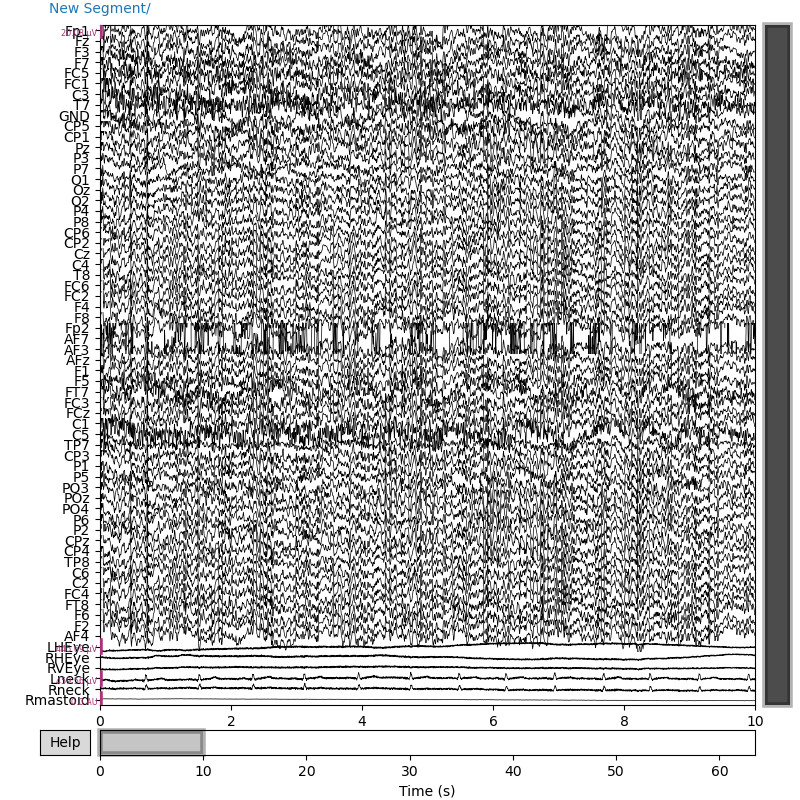 New Segment/
Fp1
Fz
F3
F7
FC5
FC1
C3
T7
GND
CP5
CP1
Pz
P3
P7
O1
Oz
O2
P4
P8
CP6
CP2
Cz
C4
T8
FC6
FC2
F4
F8
Fp2
AF7
AF3
AFz
F1
F5
FT7
FC3
FCz
C1
C5
TP7
CP3
P1
P5
PO3
POz
PO4
P6
P2
CPz
CP4
TP8
C6
C2
FC4
FT8
F6
F2
AF4
LHEye
RHEye
RVEye
Lneck
Rneck
Rmastoid
0 2 4 6 8 10
Help
0 10 20 30 40 50 60
Time (s)